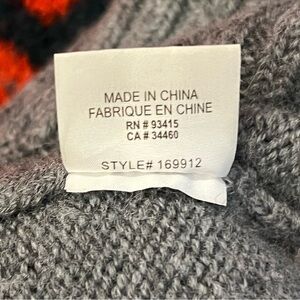 MADE IN CHINA
FABRIQUE EN CHINE
RN # 93415
CA # 34460
STYLE# 169912